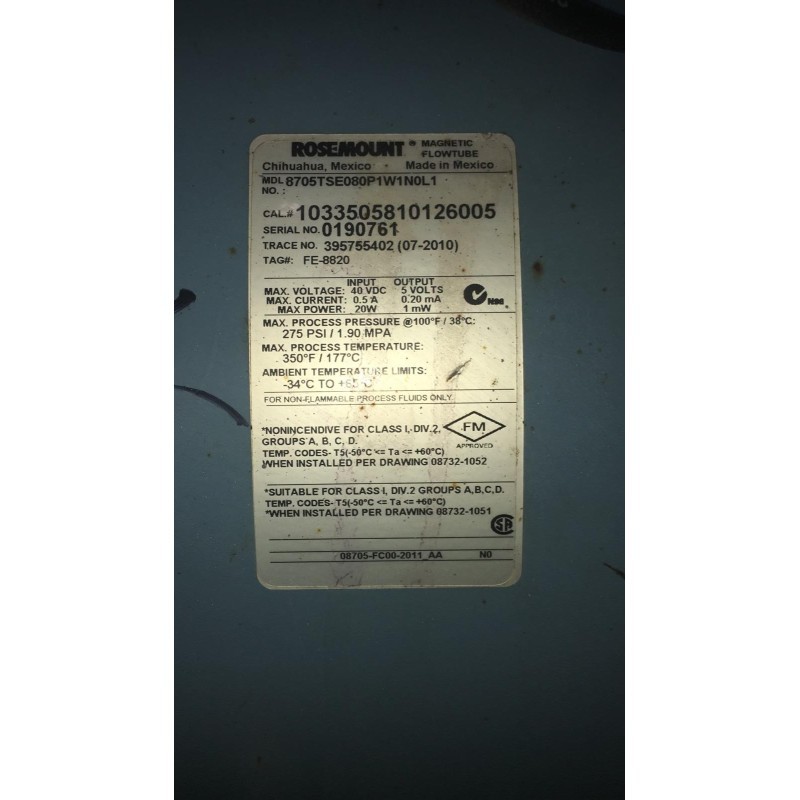 ROSEMOUNT MAGNETIC FLOWTUBE
Chihuahua, Mexico Made in Mexico
MDL 8705TSE080P1W1N0L1
NO. :
CAL.# 1033505810126005
SERIAL NO. 0190761
TRACE NO. 395755402 (07-2010)
TAG#: FE-8820
INPUT OUTPUT
MAX. VOLTAGE: 40 VDC 5 VOLTS
MAX. CURRENT: 0.5 A 0.20 mA
MAX POWER: 20W 1 mW
N96
MAX. PROCESS PRESSURE @100°F / 38°C:
275 PSI / 1.90 MPA
MAX. PROCESS TEMPERATURE:
350°F / 177°C
AMBIENT TEMPERATURE LIMITS:
-34°C TO +65°C
FOR NON-FLAMMABLE PROCESS FLUIDS ONLY.
*NONINCENDIVE FOR CLASS I, DIV.2,
GROUPS A, B, C, D.
TEMP. CODES- T5(-50°C <= Ta <= +60°C)
WHEN INSTALLED PER DRAWING 08732-1052
FM
APPROVED
*SUITABLE FOR CLASS I, DIV.2 GROUPS A,B,C,D.
TEMP. CODES- T5(-50°C <= Ta <= +60°C)
*WHEN INSTALLED PER DRAWING 08732-1051
SA
08705-FC00-2011_AA N0